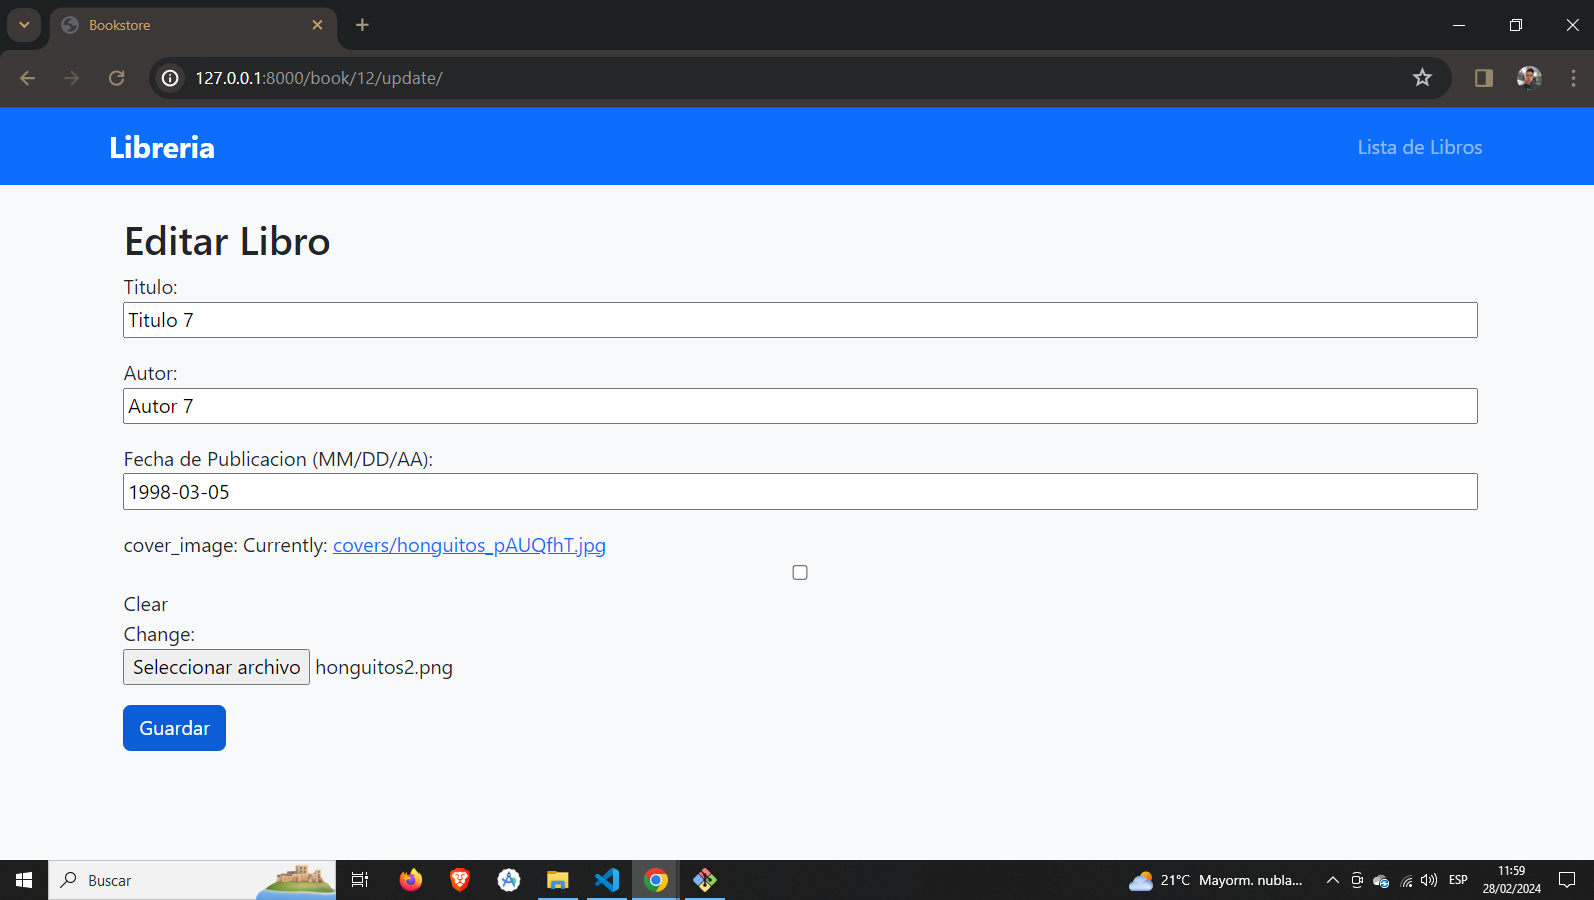 Bookstore
127.0.0.1:8000/book/12/update/
Libreria
Lista de Libros
Editar Libro
Titulo:
Titulo 7
Autor:
Autor 7
Fecha de Publicacion (MM/DD/AA):
1998-03-05
cover_image: Currently: covers/honguitos_pAUQfhT.jpg
Clear
Change:
Seleccionar archivo honguitos2.png
Guardar
Buscar
21°C Mayorm. nubla...
ESP
11:59
28/02/2024